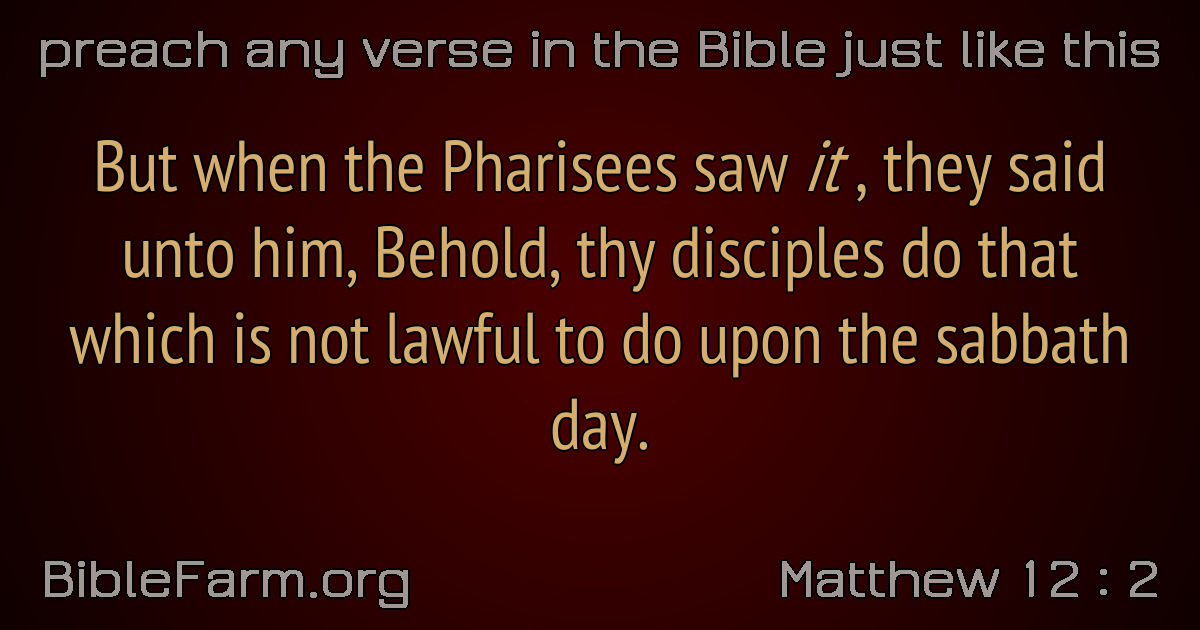 preach any verse in the Bible just like this
But when the Pharisees saw it , they said
unto him, Behold, thy disciples do that
which is not lawful to do upon the sabbath
day.
BibleFarm.org
Matthew 12 : 2